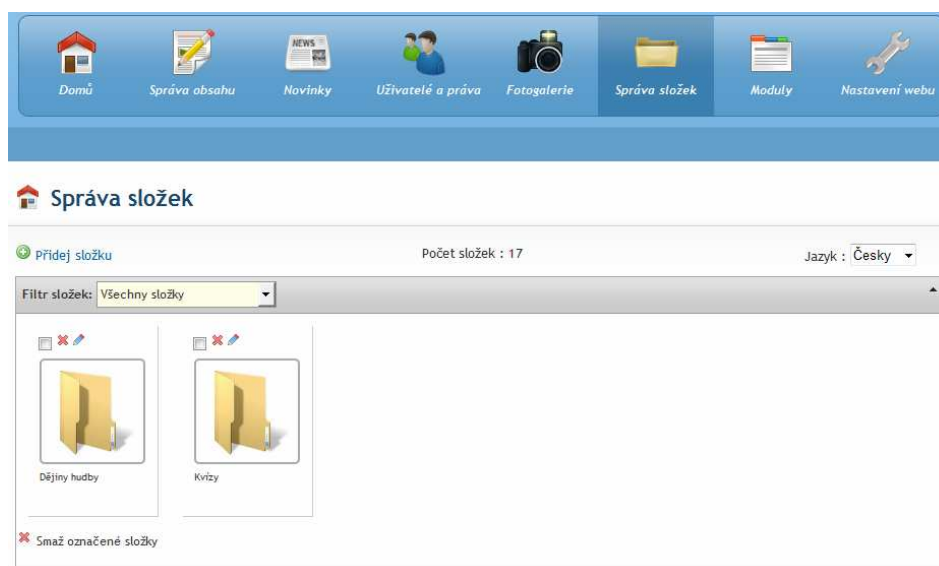 NEWS
Domů Správa obsahu Novinky Uživatelé a práva Fotogalerie Správa složek Moduly Nastavení webu
Správa složek
Přidej složku Počet složek : 17 Jazyk : Česky
Filtr složek: Všechny složky
Dějiny hudby Kvízy
Smaž označené složky